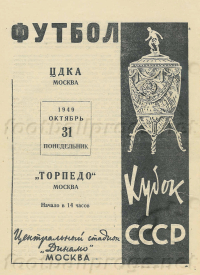 ФУТБОЛ
ЦДКА
МОСКВА
1949
ОКТЯБРЬ
31
ПОНЕДЕЛЬНИК
„ТОРПЕДО"
МОСКВА
Начало в 14 часов
Кубок
СССР
Центральный стадион
„Динамо"
МОСКВА